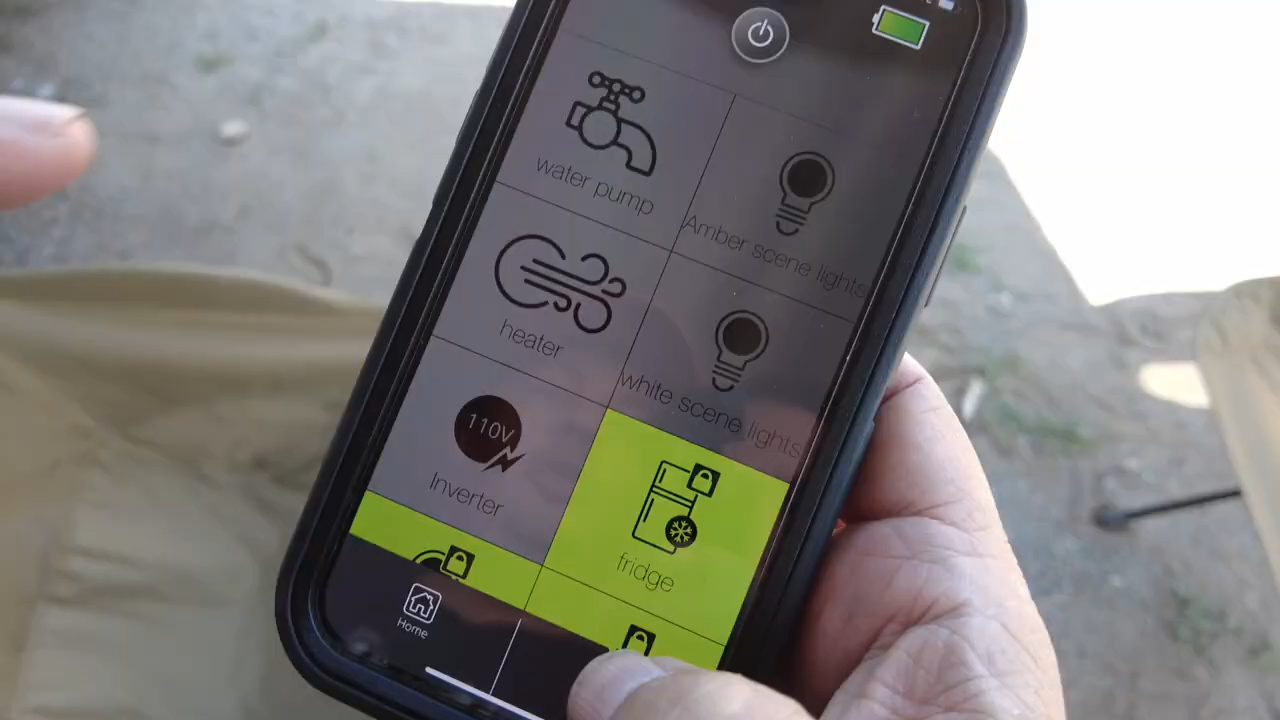 water pump
Amber scene lights
heater
white scene lights
110V
Inverter
fridge
Home